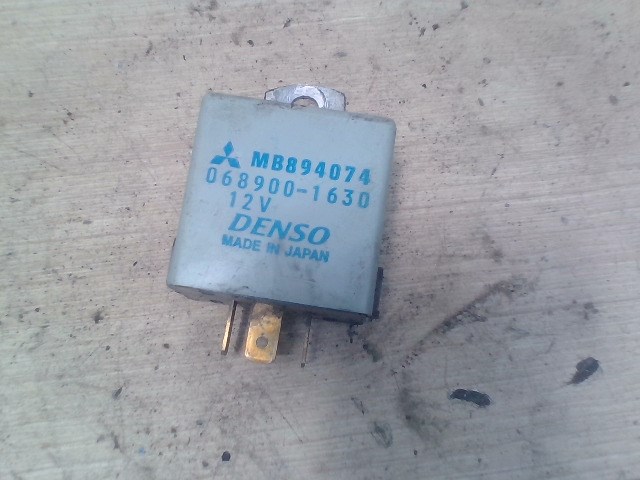 MB894074
068900-1630
12V
DENSO
MADE IN JAPAN